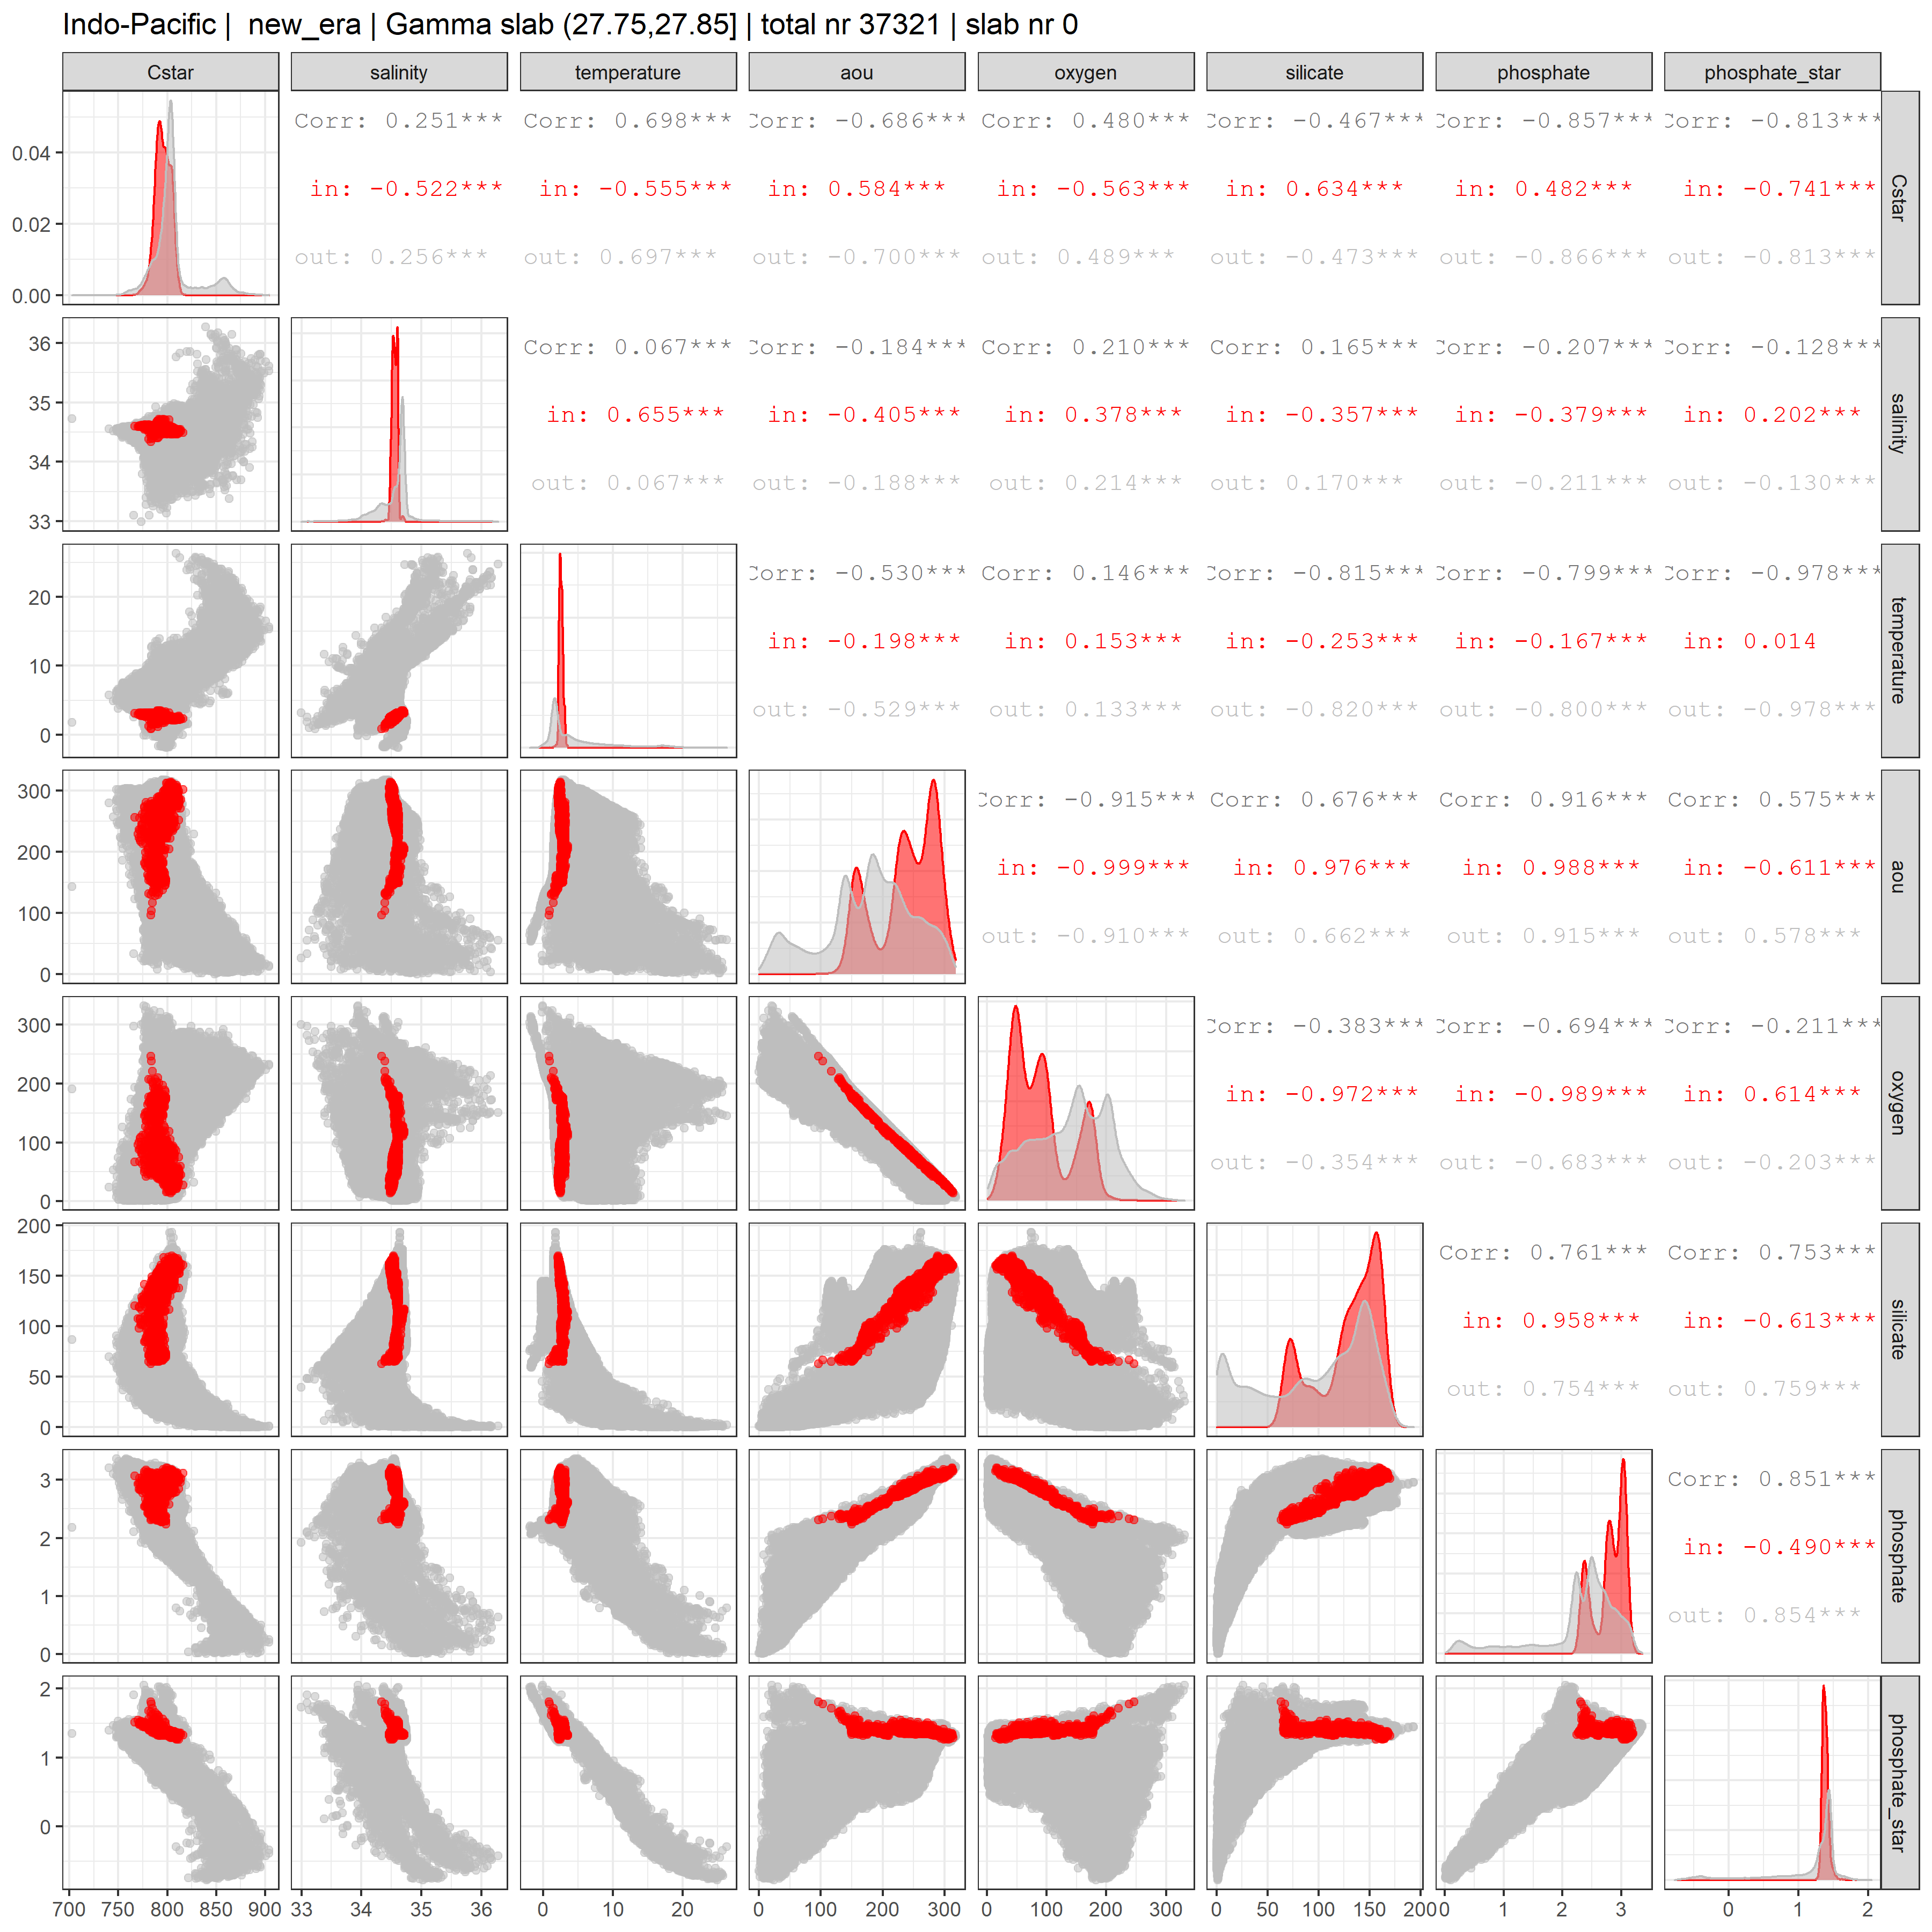 Indo-Pacific | new_era | Gamma slab (27.75,27.85] | total nr 37321 | slab nr 0
Cstar salinity temperature aou oxygen silicate phosphate phosphate_star
Corr: 0.251*** Corr: 0.698*** Corr: -0.686*** Corr: 0.480*** Corr: -0.467*** Corr: -0.857*** Corr: -0.813***
0.04
in: -0.522*** in: -0.555*** in: 0.584*** in: -0.563*** in: 0.634*** in: 0.482*** in: -0.741***
Cstar
0.02
out: 0.256*** out: 0.697*** out: -0.700*** out: 0.489*** out: -0.473*** out: -0.866*** out: -0.813***
0.00
36
Corr: 0.067*** Corr: -0.184*** Corr: 0.210*** Corr: 0.165*** Corr: -0.207*** Corr: -0.128***
35
in: 0.655*** in: -0.405*** in: 0.378*** in: -0.357*** in: -0.379*** in: 0.202***
salinity
34
out: 0.067*** out: -0.188*** out: 0.214*** out: 0.170*** out: -0.211*** out: -0.130***
33
Corr: -0.530*** Corr: 0.146*** Corr: -0.815*** Corr: -0.799*** Corr: -0.978***
20
in: -0.198*** in: 0.153*** in: -0.253*** in: -0.167*** in: 0.014
temperature
10
out: -0.529*** out: 0.133*** out: -0.820*** out: -0.800*** out: -0.978***
0
300
Corr: -0.915*** Corr: 0.676*** Corr: 0.916*** Corr: 0.575***
200
in: -0.999*** in: 0.976*** in: 0.988*** in: -0.611***
aou
100
out: -0.910*** out: 0.662*** out: 0.915*** out: 0.578***
0
300
Corr: -0.383*** Corr: -0.694*** Corr: -0.211***
200
in: -0.972*** in: -0.989*** in: 0.614***
oxygen
100
out: -0.354*** out: -0.683*** out: -0.203***
0
200
Corr: 0.761*** Corr: 0.753***
150
in: 0.958*** in: -0.613***
silicate
100
out: 0.754*** out: 0.759***
50
0
3
Corr: 0.851***
2
in: -0.490***
phosphate
1
out: 0.854***
0
2
1
phosphate_star
0
700 750 800 850 900 33 34 35 36 0 10 20 0 100 200 300 0 100 200 300 0 50 100 150 200 0 1 2 3 0 1 2